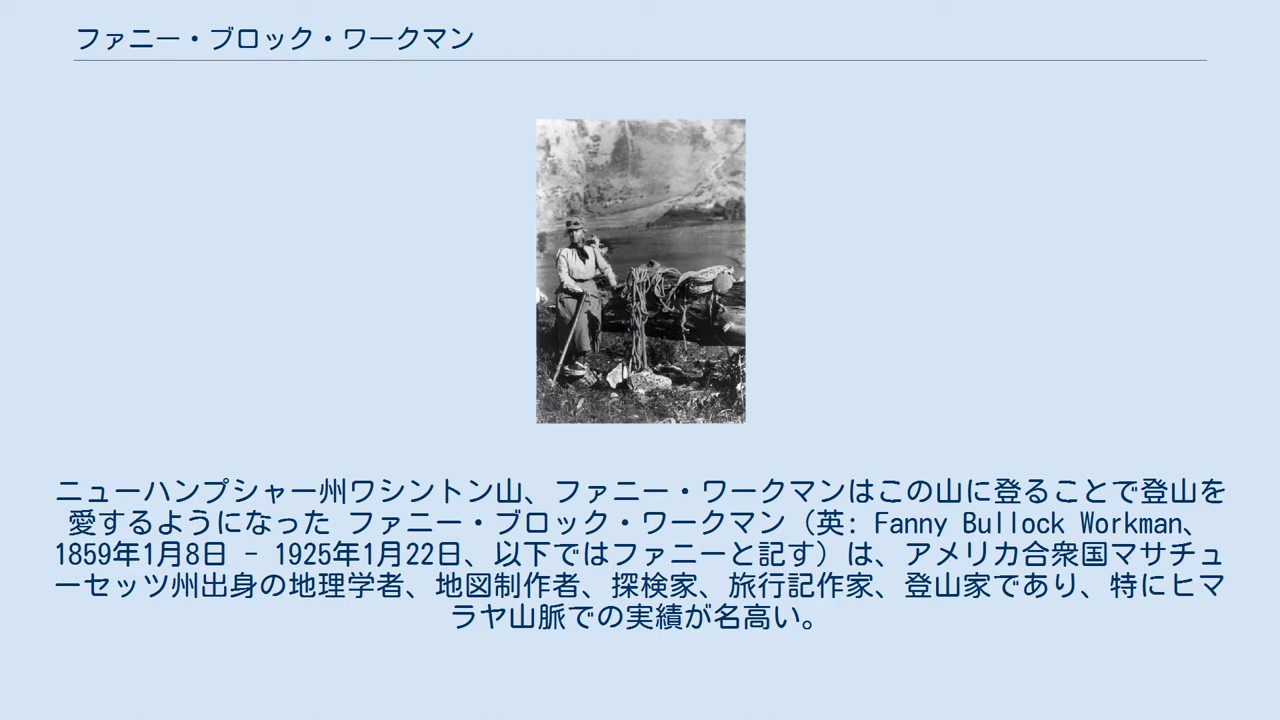 ファニー・ブロック・ワークマン
ニューハンプシャー州ワシントン山、ファニー・ワークマンはこの山に登ることで登山を
愛するようになった ファニー・ブロック・ワークマン（英: Fanny Bullock Workman、
1859年1月8日 - 1925年1月22日、以下ではファニーと記す）は、アメリカ合衆国マサチュ
ーセッツ州出身の地理学者、地図制作者、探検家、旅行記作家、登山家であり、特にヒマ
ラヤ山脈での実績が名高い。